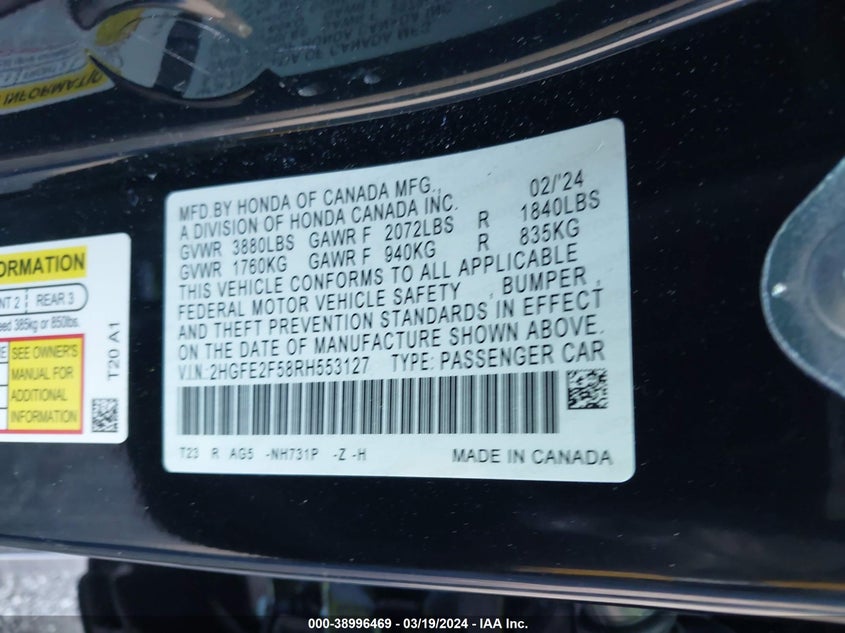 MFD.BY HONDA OF CANADA MFG., 02/'24
A DIVISION OF HONDA CANADA INC.
GVWR 3880LBS GAWR F 2072LBS R 1840LBS
GVWR 1760KG GAWR F 940KG R 835KG
THIS VEHICLE CONFORMS TO ALL APPLICABLE
FEDERAL MOTOR VEHICLE SAFETY , BUMPER ,
AND THEFT PREVENTION STANDARDS IN EFFECT
ON THE DATE OF MANUFACTURE SHOWN ABOVE.
V.I.N.:2HGFE2F58RH553127 TYPE: PASSENGER CAR
T23 R AG5 -NH731P -Z -H MADE IN CANADA
2 REAR 3
385kg or 850lbs.
SEE OWNER'S
MANUAL FOR
ADDITIONAL
INFORMATION
T20 A1
000-38996469 - 03/19/2024 - IAA Inc.